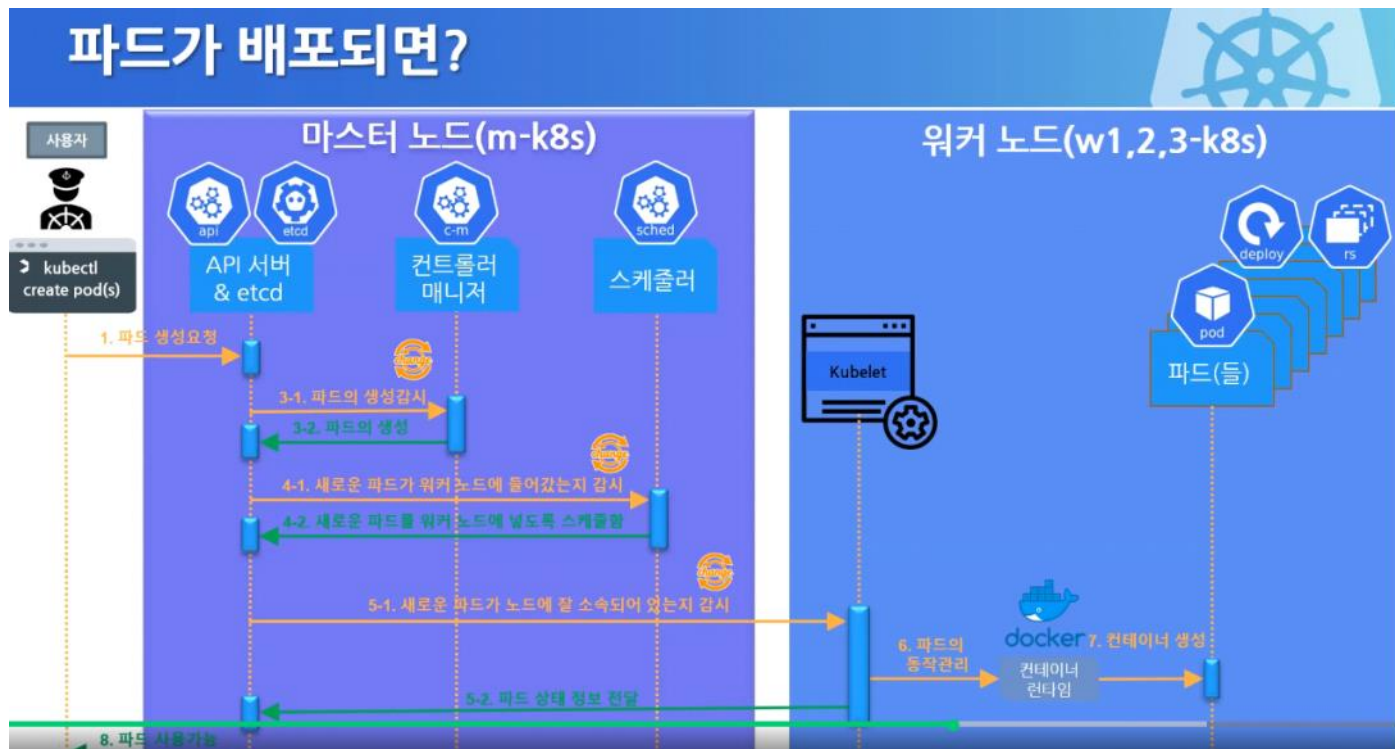 파드가 배포되면?
사용자
kubectl
create pod(s)
마스터 노드(m-k8s)
api
etcd
API 서버
& etcd
c-m
컨트롤러
매니저
sched
스케줄러
워커 노드(w1,2,3-k8s)
deploy
rs
pod
파드(들)
Kubelet
1. 파드 생성요청
change
3-1. 파드의 생성감시
3-2. 파드의 생성
change
4-1. 새로운 파드가 워커 노드에 들어갔는지 감시
4-2. 새로운 파드를 워커 노드에 넣도록 스케줄함
change
5-1. 새로운 파드가 노드에 잘 소속되어 있는지 감시
docker
6. 파드의
동작관리
컨테이너
런타임
7. 컨테이너 생성
5-2. 파드 상태 정보 전달
8. 파드 사용가능